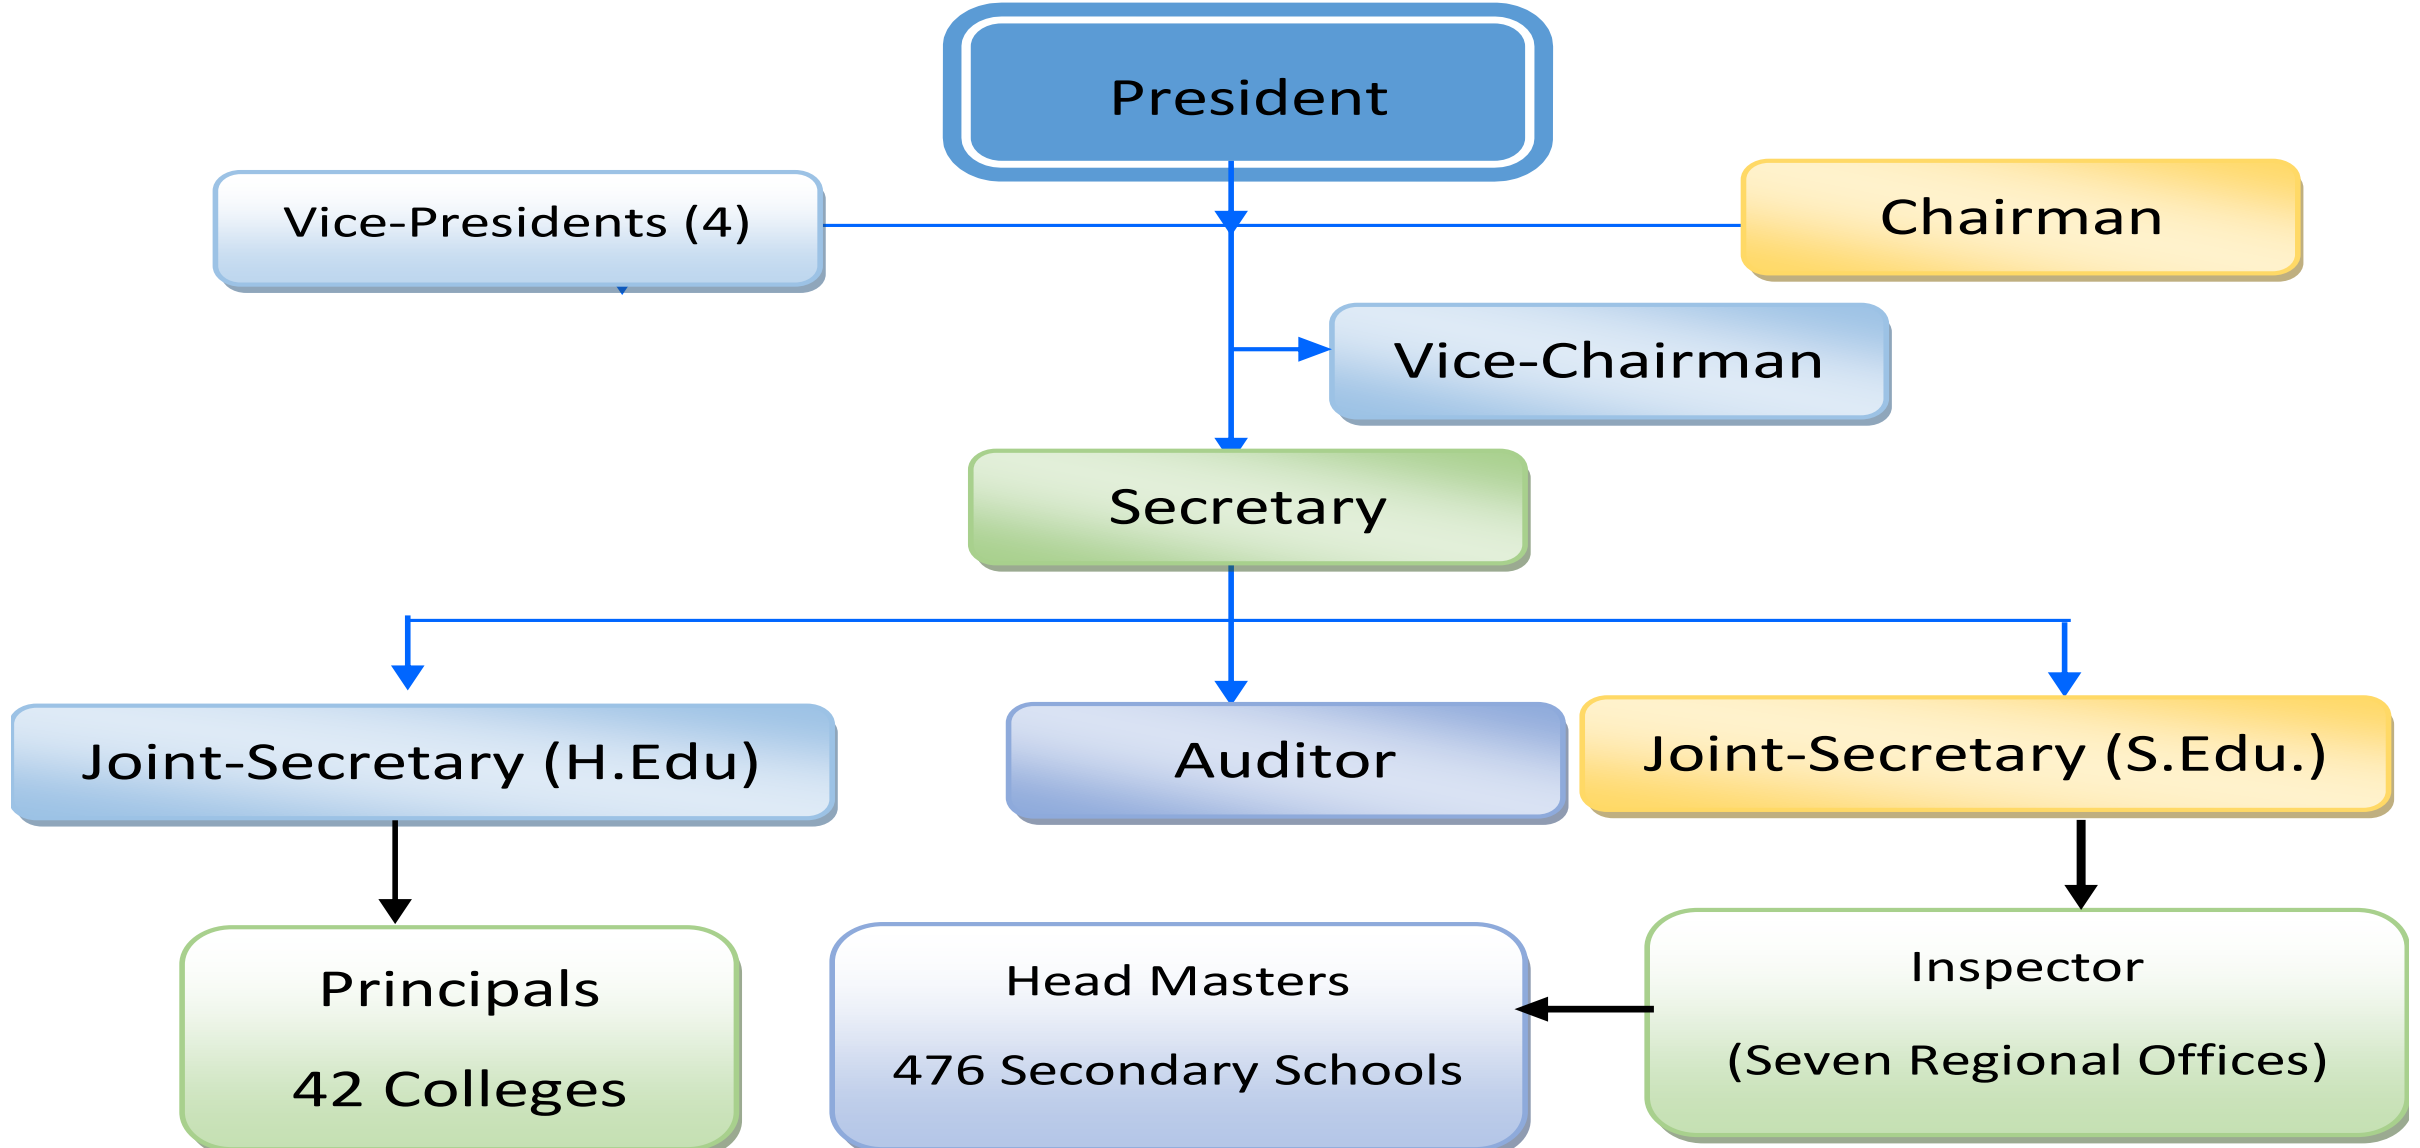 President
Vice-Presidents (4)
Chairman
Vice-Chairman
Secretary
Joint-Secretary (H.Edu)
Auditor
Joint-Secretary (S.Edu.)
Principals
42 Colleges
Head Masters
476 Secondary Schools
Inspector
(Seven Regional Offices)